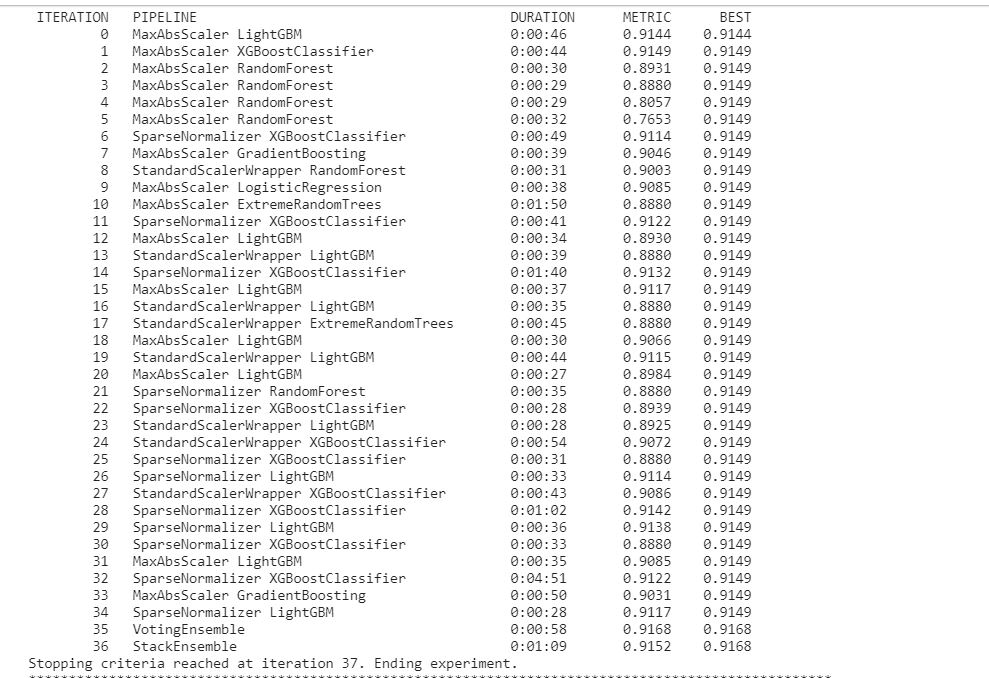 ITERATION PIPELINE DURATION METRIC BEST
0 MaxAbsScaler LightGBM 0:00:46 0.9144 0.9144
1 MaxAbsScaler XGBoostClassifier 0:00:44 0.9149 0.9149
2 MaxAbsScaler RandomForest 0:00:30 0.8931 0.9149
3 MaxAbsScaler RandomForest 0:00:29 0.8880 0.9149
4 MaxAbsScaler RandomForest 0:00:29 0.8057 0.9149
5 MaxAbsScaler RandomForest 0:00:32 0.7653 0.9149
6 SparseNormalizer XGBoostClassifier 0:00:49 0.9114 0.9149
7 MaxAbsScaler GradientBoosting 0:00:39 0.9046 0.9149
8 StandardScalerWrapper RandomForest 0:00:31 0.9003 0.9149
9 MaxAbsScaler LogisticRegression 0:00:38 0.9085 0.9149
10 MaxAbsScaler ExtremeRandomTrees 0:01:50 0.8880 0.9149
11 SparseNormalizer XGBoostClassifier 0:00:41 0.9122 0.9149
12 MaxAbsScaler LightGBM 0:00:34 0.8930 0.9149
13 StandardScalerWrapper LightGBM 0:00:39 0.8880 0.9149
14 SparseNormalizer XGBoostClassifier 0:01:40 0.9132 0.9149
15 MaxAbsScaler LightGBM 0:00:37 0.9117 0.9149
16 StandardScalerWrapper LightGBM 0:00:35 0.8880 0.9149
17 StandardScalerWrapper ExtremeRandomTrees 0:00:45 0.8880 0.9149
18 MaxAbsScaler LightGBM 0:00:30 0.9066 0.9149
19 StandardScalerWrapper LightGBM 0:00:44 0.9115 0.9149
20 MaxAbsScaler LightGBM 0:00:27 0.8984 0.9149
21 SparseNormalizer RandomForest 0:00:35 0.8880 0.9149
22 SparseNormalizer XGBoostClassifier 0:00:28 0.8939 0.9149
23 StandardScalerWrapper LightGBM 0:00:28 0.8925 0.9149
24 StandardScalerWrapper XGBoostClassifier 0:00:54 0.9072 0.9149
25 SparseNormalizer XGBoostClassifier 0:00:31 0.8880 0.9149
26 SparseNormalizer LightGBM 0:00:33 0.9114 0.9149
27 StandardScalerWrapper XGBoostClassifier 0:00:43 0.9086 0.9149
28 SparseNormalizer XGBoostClassifier 0:01:02 0.9142 0.9149
29 SparseNormalizer LightGBM 0:00:36 0.9138 0.9149
30 SparseNormalizer XGBoostClassifier 0:00:33 0.8880 0.9149
31 MaxAbsScaler LightGBM 0:00:35 0.9085 0.9149
32 SparseNormalizer XGBoostClassifier 0:04:51 0.9122 0.9149
33 MaxAbsScaler GradientBoosting 0:00:50 0.9031 0.9149
34 SparseNormalizer LightGBM 0:00:28 0.9117 0.9149
35 VotingEnsemble 0:00:58 0.9168 0.9168
36 StackEnsemble 0:01:09 0.9152 0.9168
Stopping criteria reached at iteration 37. Ending experiment.
****************************************************************************************************